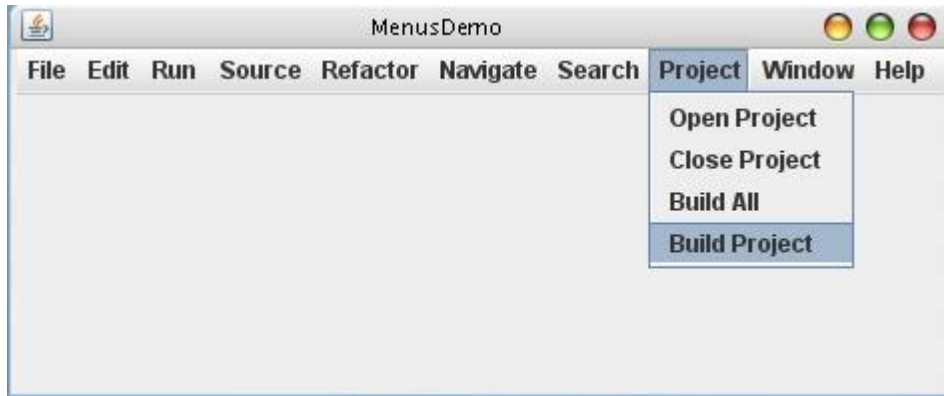 MenusDemo
File Edit Run Source Refactor Navigate Search Project Window Help
Open Project
Close Project
Build All
Build Project